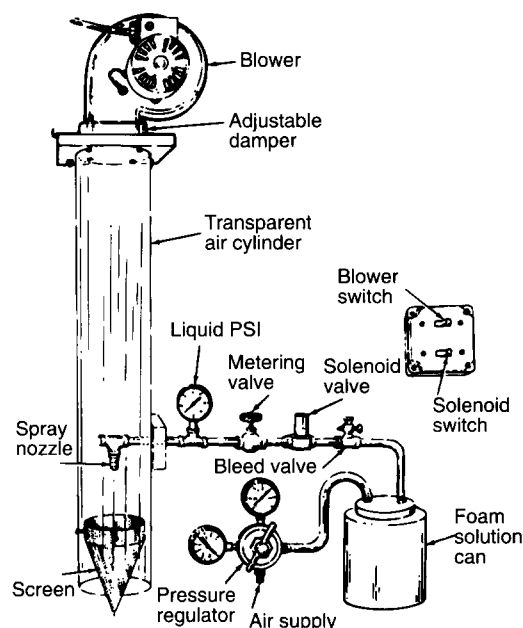 Blower
Adjustable
damper
Transparent
air cylinder
Blower
switch
Liquid PSI
Metering
valve
Solenoid
valve
Solenoid
switch
Spray
nozzle
Bleed valve
Foam
solution
can
Screen
Pressure
regulator
Air supply